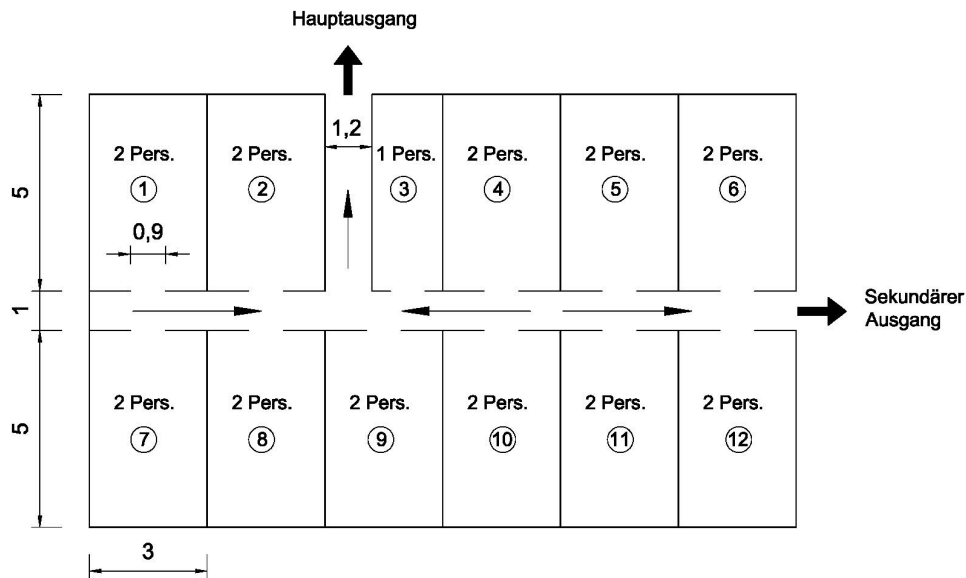 Hauptausgang
1,2
2 Pers.
2 Pers.
1 Pers.
2 Pers.
2 Pers.
2 Pers.
1
2
3
4
5
6
5
0,9
1
Sekundärer
Ausgang
5
2 Pers.
2 Pers.
2 Pers.
2 Pers.
2 Pers.
2 Pers.
7
8
9
10
11
12
3